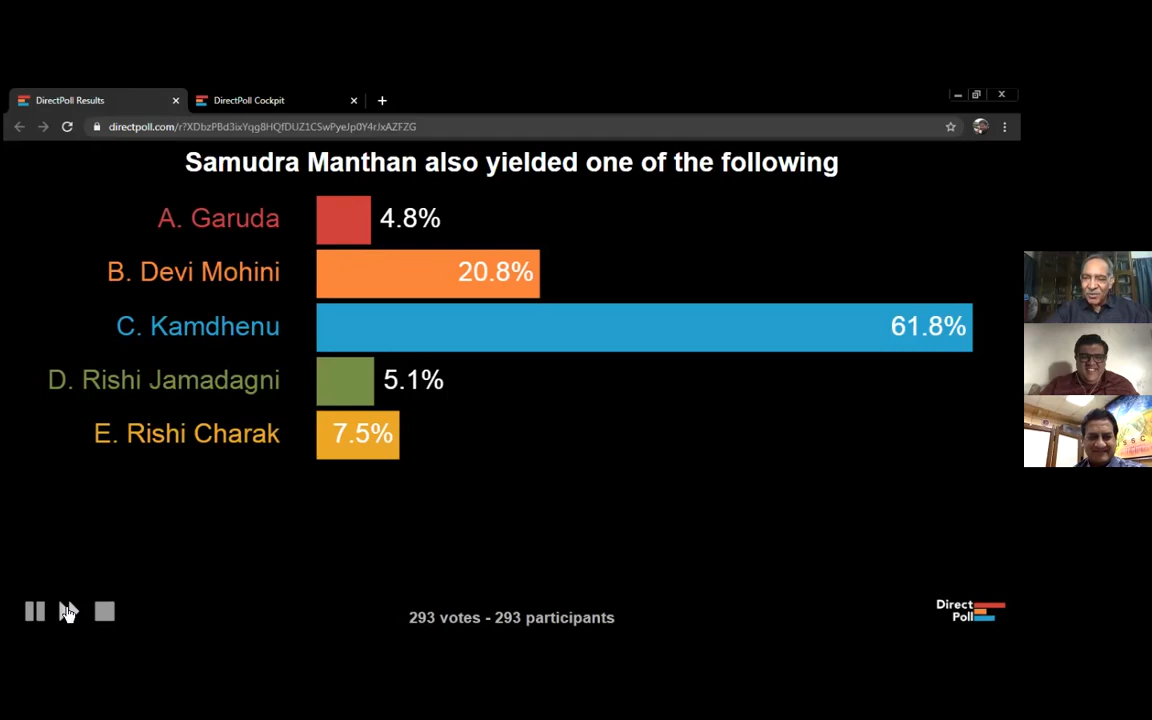 DirectPoll Results
DirectPoll Cockpit
directpoll.com/r?XDbzPBd3ixYqg8HQfDUZ1CSwPyeJp0Y4rJxAZFZG
Samudra Manthan also yielded one of the following
A. Garuda 4.8%
B. Devi Mohini 20.8%
C. Kamdhenu 61.8%
D. Rishi Jamadagni 5.1%
E. Rishi Charak 7.5%
293 votes - 293 participants
Direct
Poll